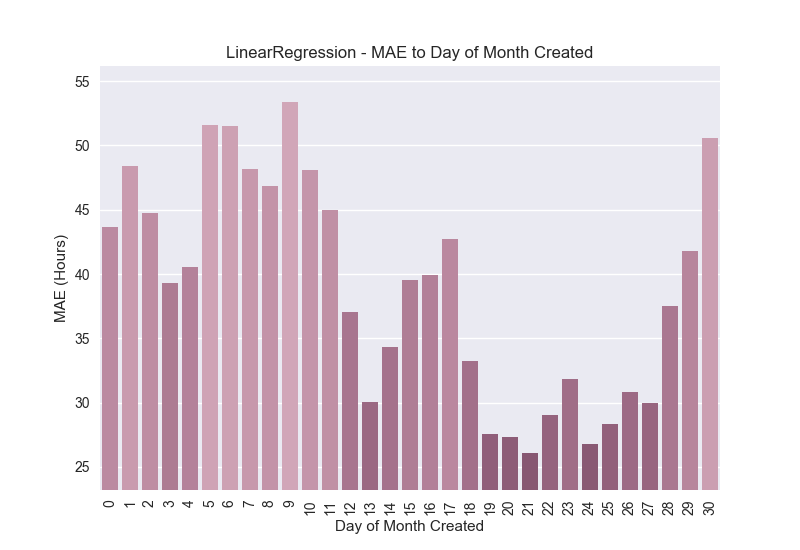 LinearRegression - MAE to Day of Month Created
55
50
45
40
35
30
25
MAE (Hours)
0 1 2 3 4 5 6 7 8 9 10 11 12 13 14 15 16 17 18 19 20 21 22 23 24 25 26 27 28 29 30
Day of Month Created